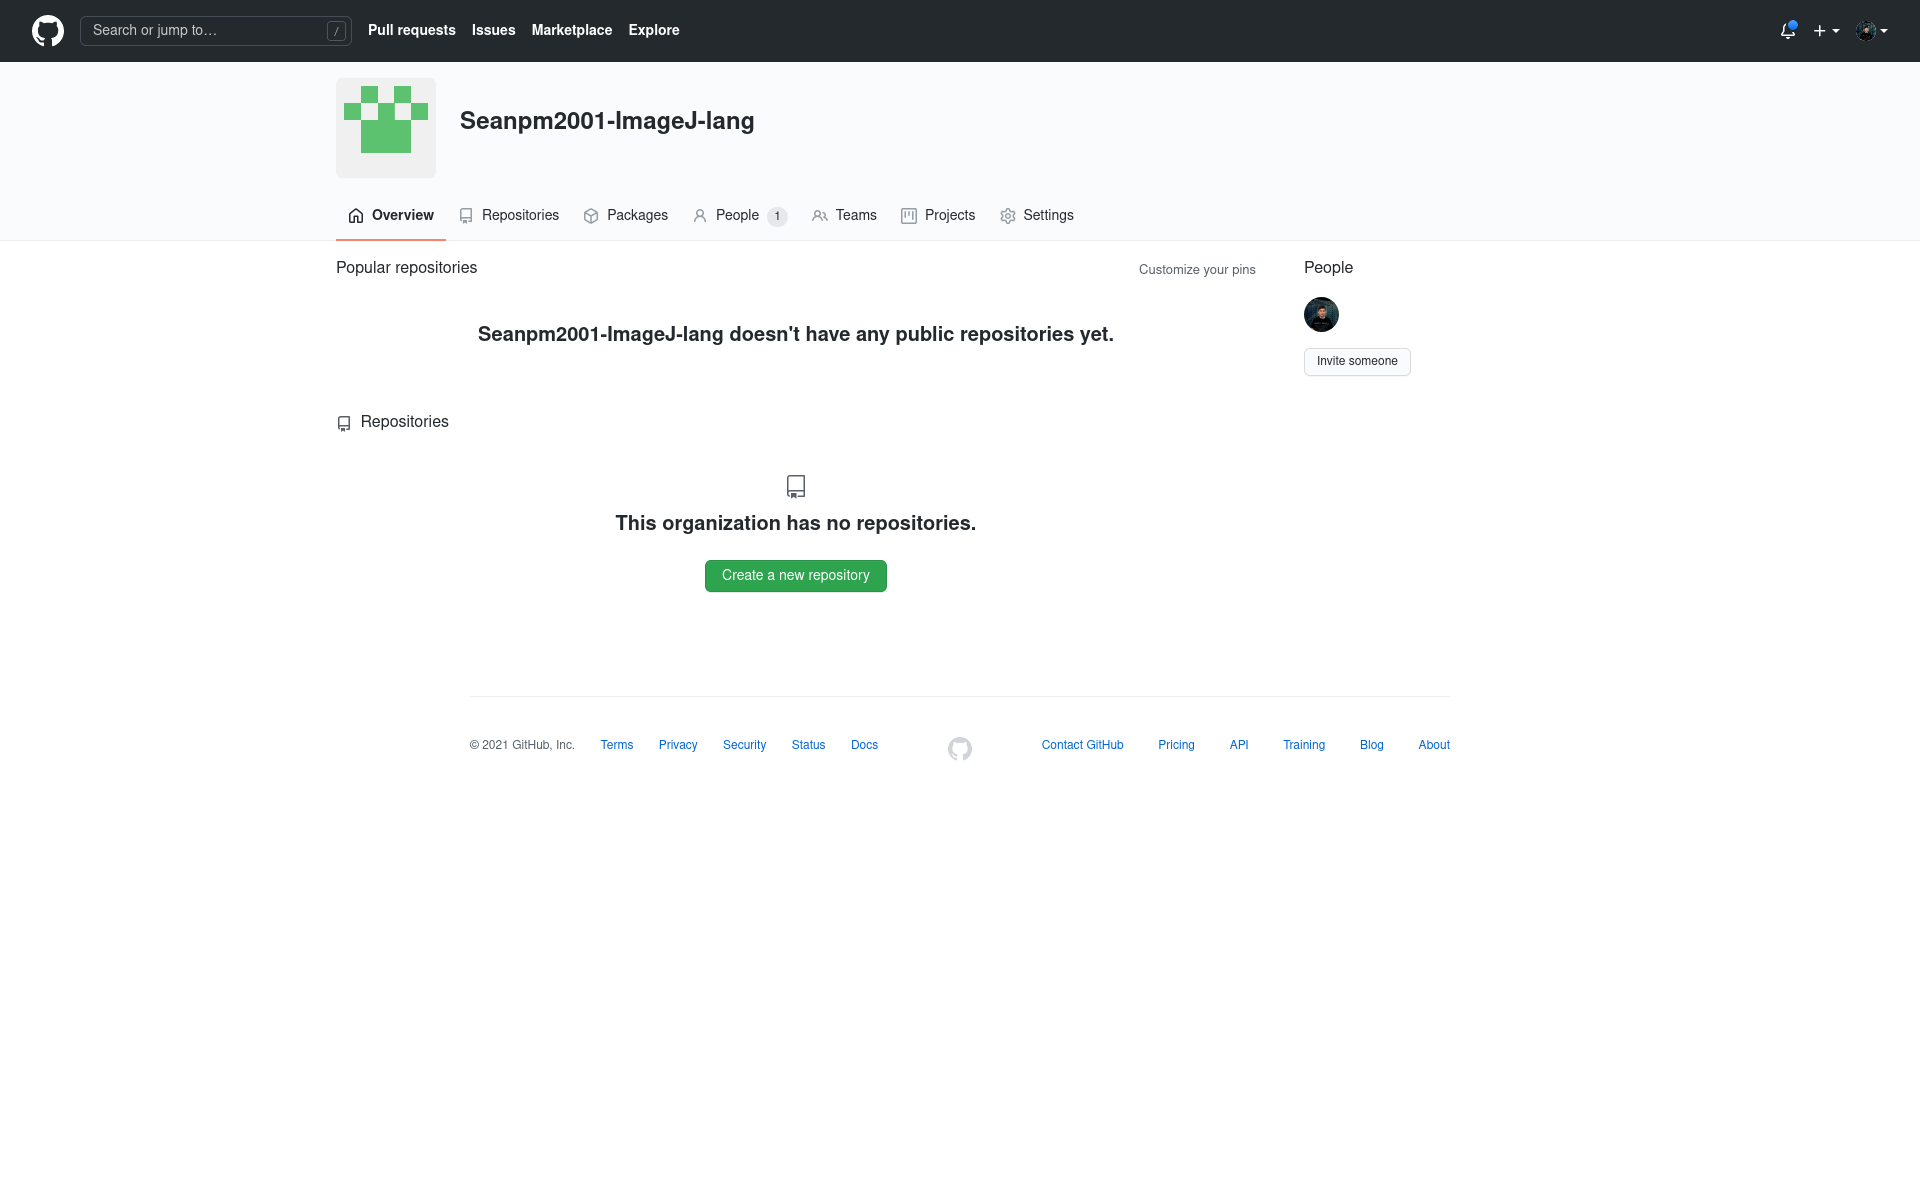 Search or jump to… /
Pull requests Issues Marketplace Explore
Seanpm2001-ImageJ-lang
Overview Repositories Packages People 1 Teams Projects Settings
Popular repositories
Customize your pins
Seanpm2001-ImageJ-lang doesn't have any public repositories yet.
Repositories
This organization has no repositories.
Create a new repository
People
Invite someone
© 2021 GitHub, Inc. Terms Privacy Security Status Docs Contact GitHub Pricing API Training Blog About